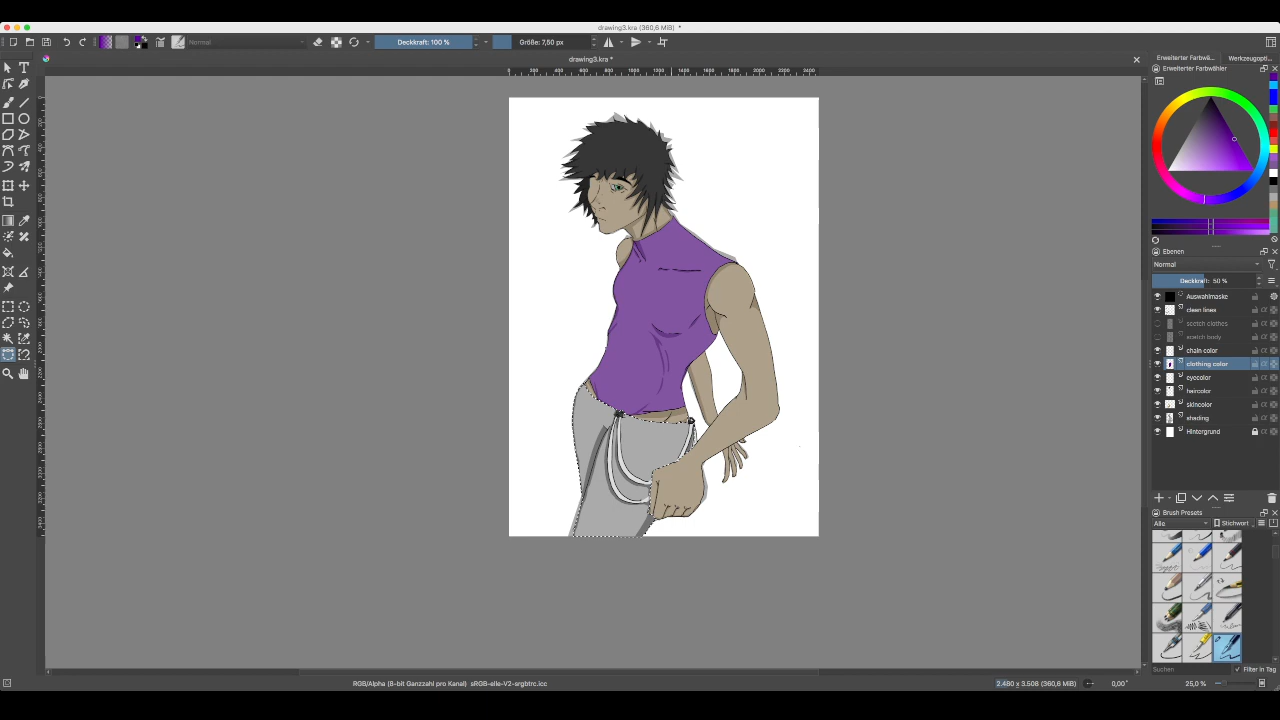 drawing3.kra (360,6 MiB) *
Normal
Deckkraft: 100 %
Größe: 7,50 px
drawing3.kra *
Erweiterter Farbwä...
Werkzeugopti...
Erweiterter Farbwähler
Ebenen
Normal
Deckkraft: 50 %
Auswahlmaske
clean lines
scetch clothes
scetch body
chain color
clothing color
eyecolor
haircolor
skincolor
shading
Hintergrund
Brush Presets
Alle
Stichwort
Suchen
Filter in Tag
RGB/Alpha (8-bit Ganzzahl pro Kanal) sRGB-elle-V2-srgbtrc.icc
2.480 x 3.508 (360,6 MiB)
0,00°
25,0 %